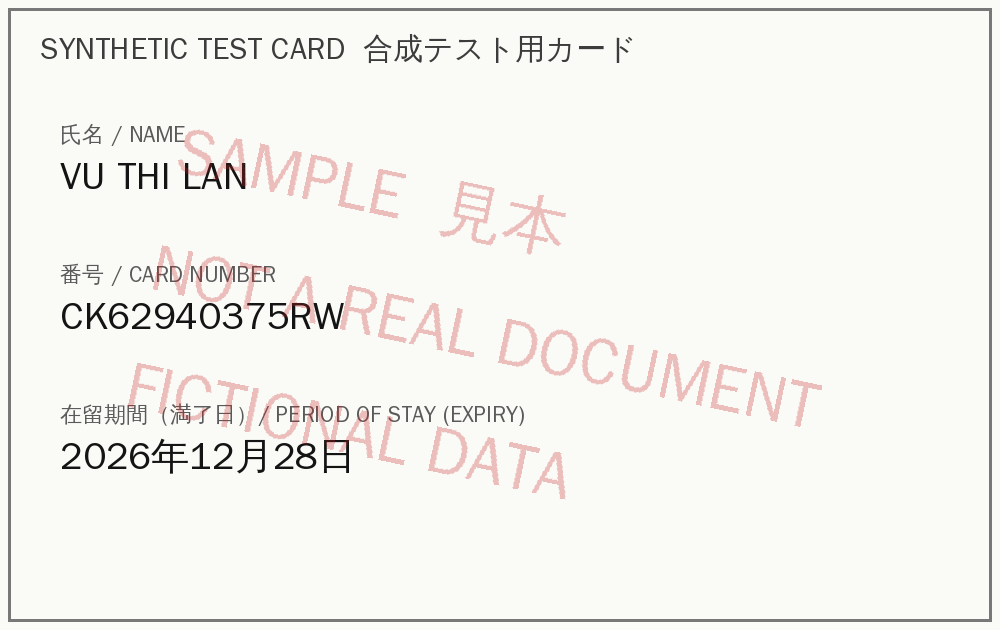 SYNTHETIC TEST CARD 合成テスト用カード
氏名 / NAME
VU THI LAN
SAMPLE 見本
番号 / CARD NUMBER
CK62940375RW
NOT A REAL DOCUMENT
在留期間（満了日）/ PERIOD OF STAY (EXPIRY)
2026年12月28日
FICTIONAL DATA